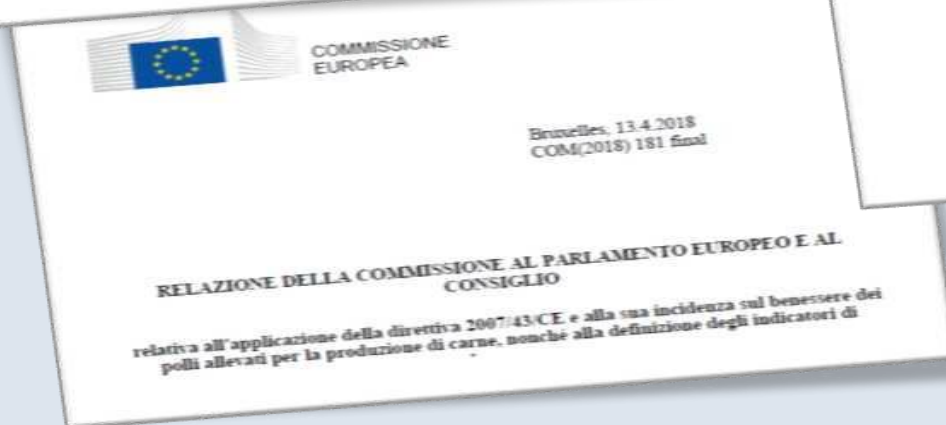 COMMISSIONE
EUROPEA
Bruxelles, 13.4.2018
COM(2018) 181 final
RELAZIONE DELLA COMMISSIONE AL PARLAMENTO EUROPEO E AL
CONSIGLIO
relativa all'applicazione della direttiva 2007/43/CE e alla sua incidenza sul benessere dei
polli allevati per la produzione di carne, nonché alla definizione degli indicatori di